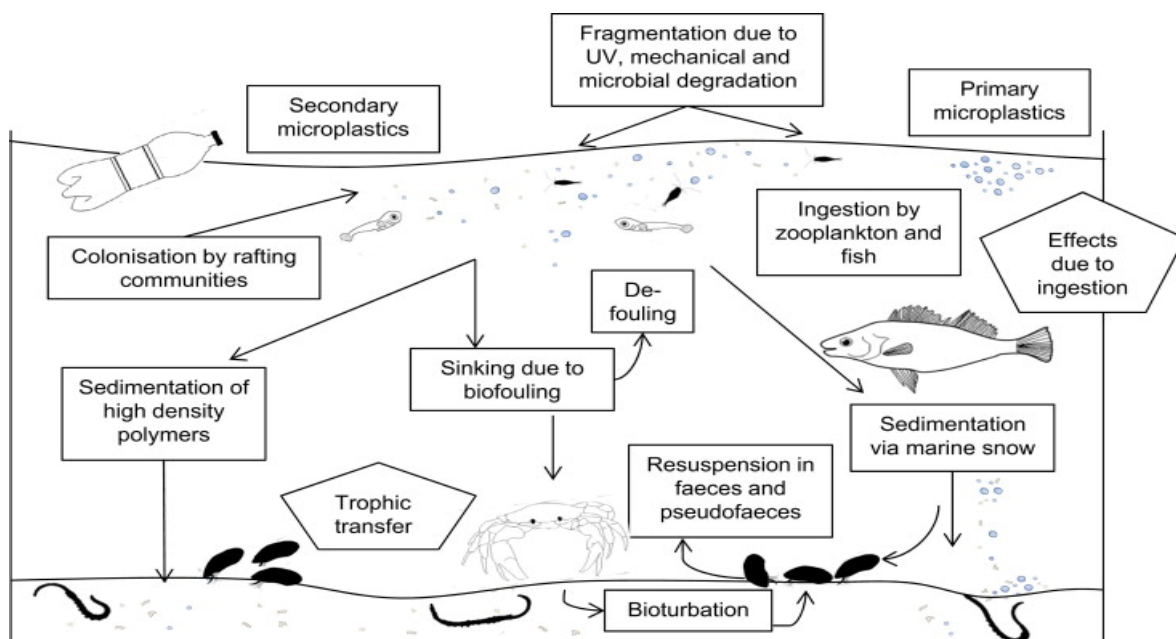 Fragmentation due to
UV, mechanical and
microbial degradation
Secondary
microplastics
Primary
microplastics
Colonisation by rafting
communities
Ingestion by
zooplankton and
fish
Effects
due to
ingestion
De-
fouling
Sinking due to
biofouling
Sedimentation of
high density
polymers
Sedimentation
via marine snow
Trophic
transfer
Resuspension in
faeces and
pseudofaeces
Bioturbation